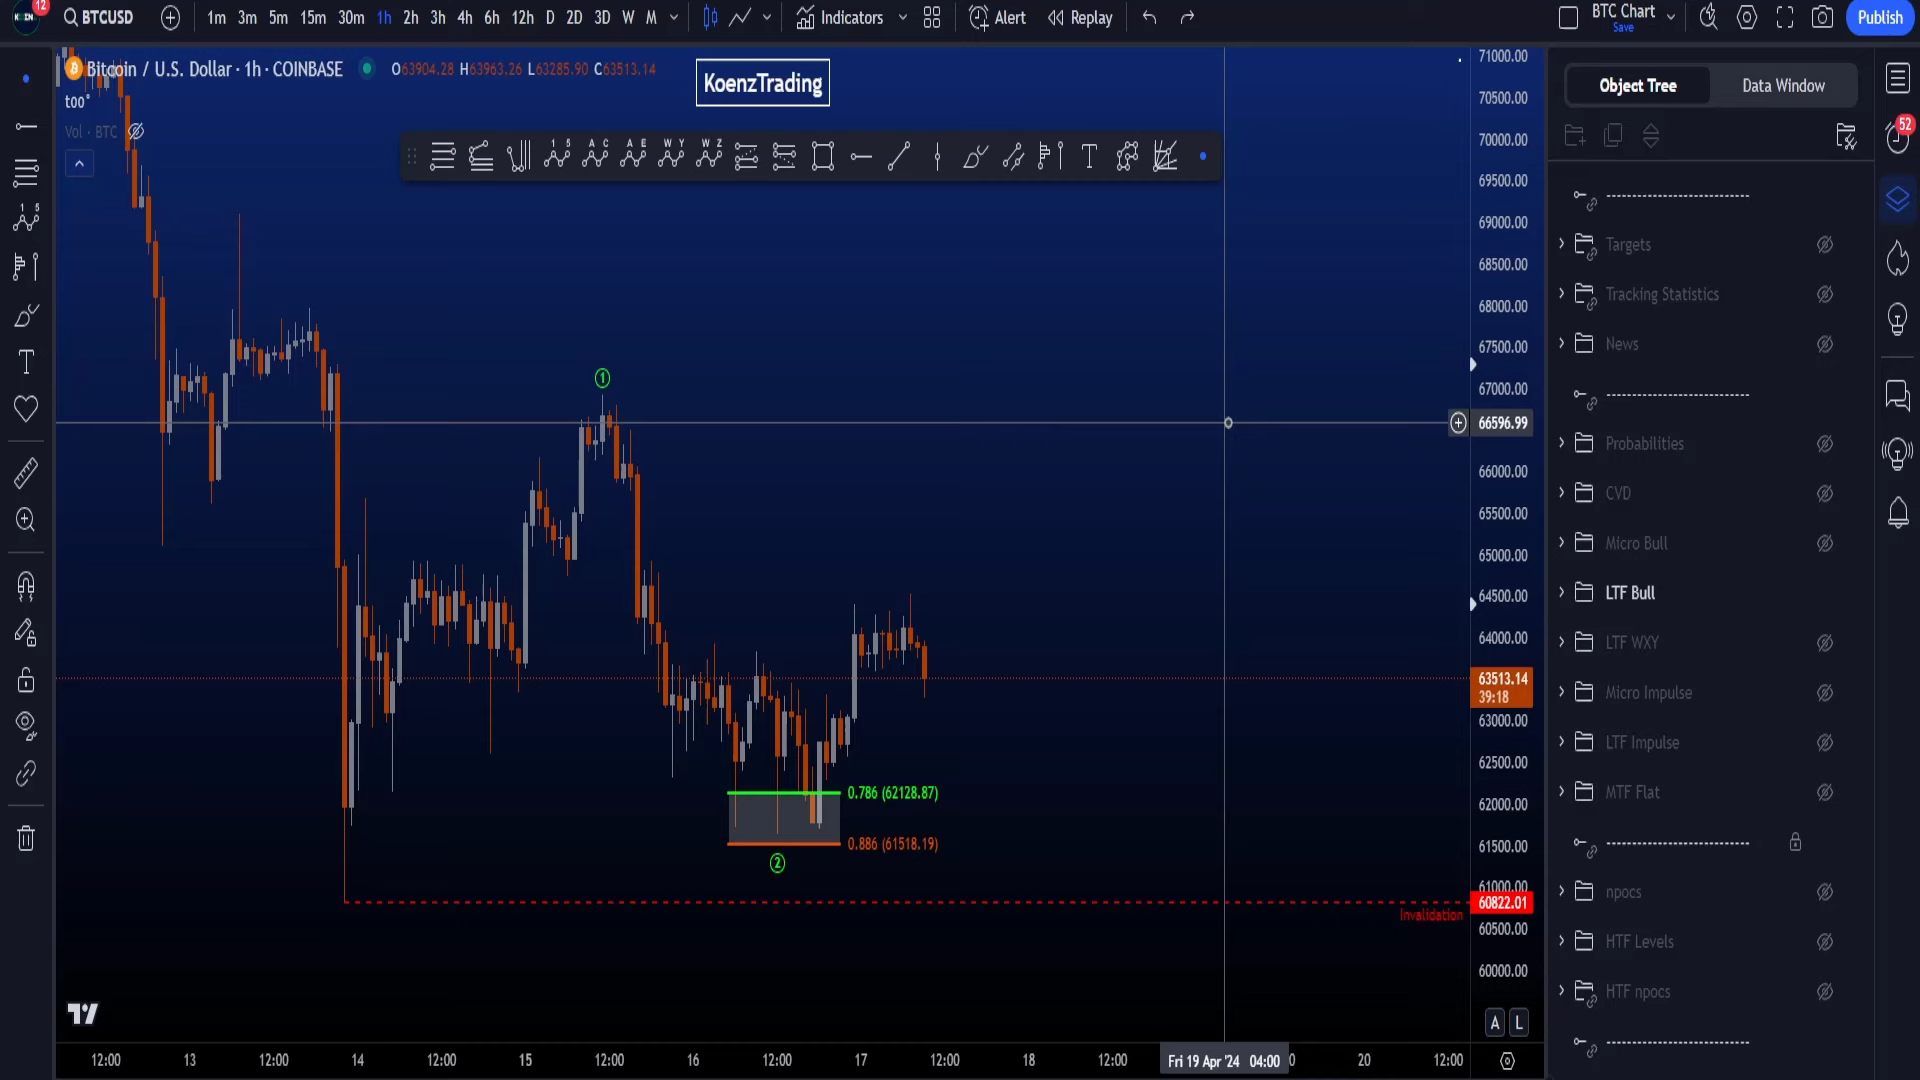 12
BTCUSD
1m 3m 5m 15m 30m 1h 2h 3h 4h 6h 12h D 2D 3D W M
Indicators
Alert
Replay
BTC Chart
Save
Publish
Bitcoin / U.S. Dollar · 1h · COINBASE
O63904.28 H63963.26 L63285.90 C63513.14
too°
Vol · BTC
KoenzTrading
Object Tree
Data Window
52
1 5
A C
A E
W Y
W Z
T
71000.00
70500.00
70000.00
69500.00
69000.00
68500.00
68000.00
67500.00
67000.00
66596.99
66000.00
65500.00
65000.00
64500.00
64000.00
63513.14
39:18
63000.00
62500.00
62000.00
61500.00
61000.00
60822.01
60500.00
60000.00
1
2
0.786 (62128.87)
0.886 (61518.19)
Invalidation
Targets
Tracking Statistics
News
Probabilities
CVD
Micro Bull
LTF Bull
LTF WXY
Micro Impulse
LTF Impulse
MTF Flat
npocs
HTF Levels
HTF npocs
A L
12:00 13 12:00 14 12:00 15 12:00 16 12:00 17 12:00 18 12:00 Fri 19 Apr '24 04:00 0 20 12:00